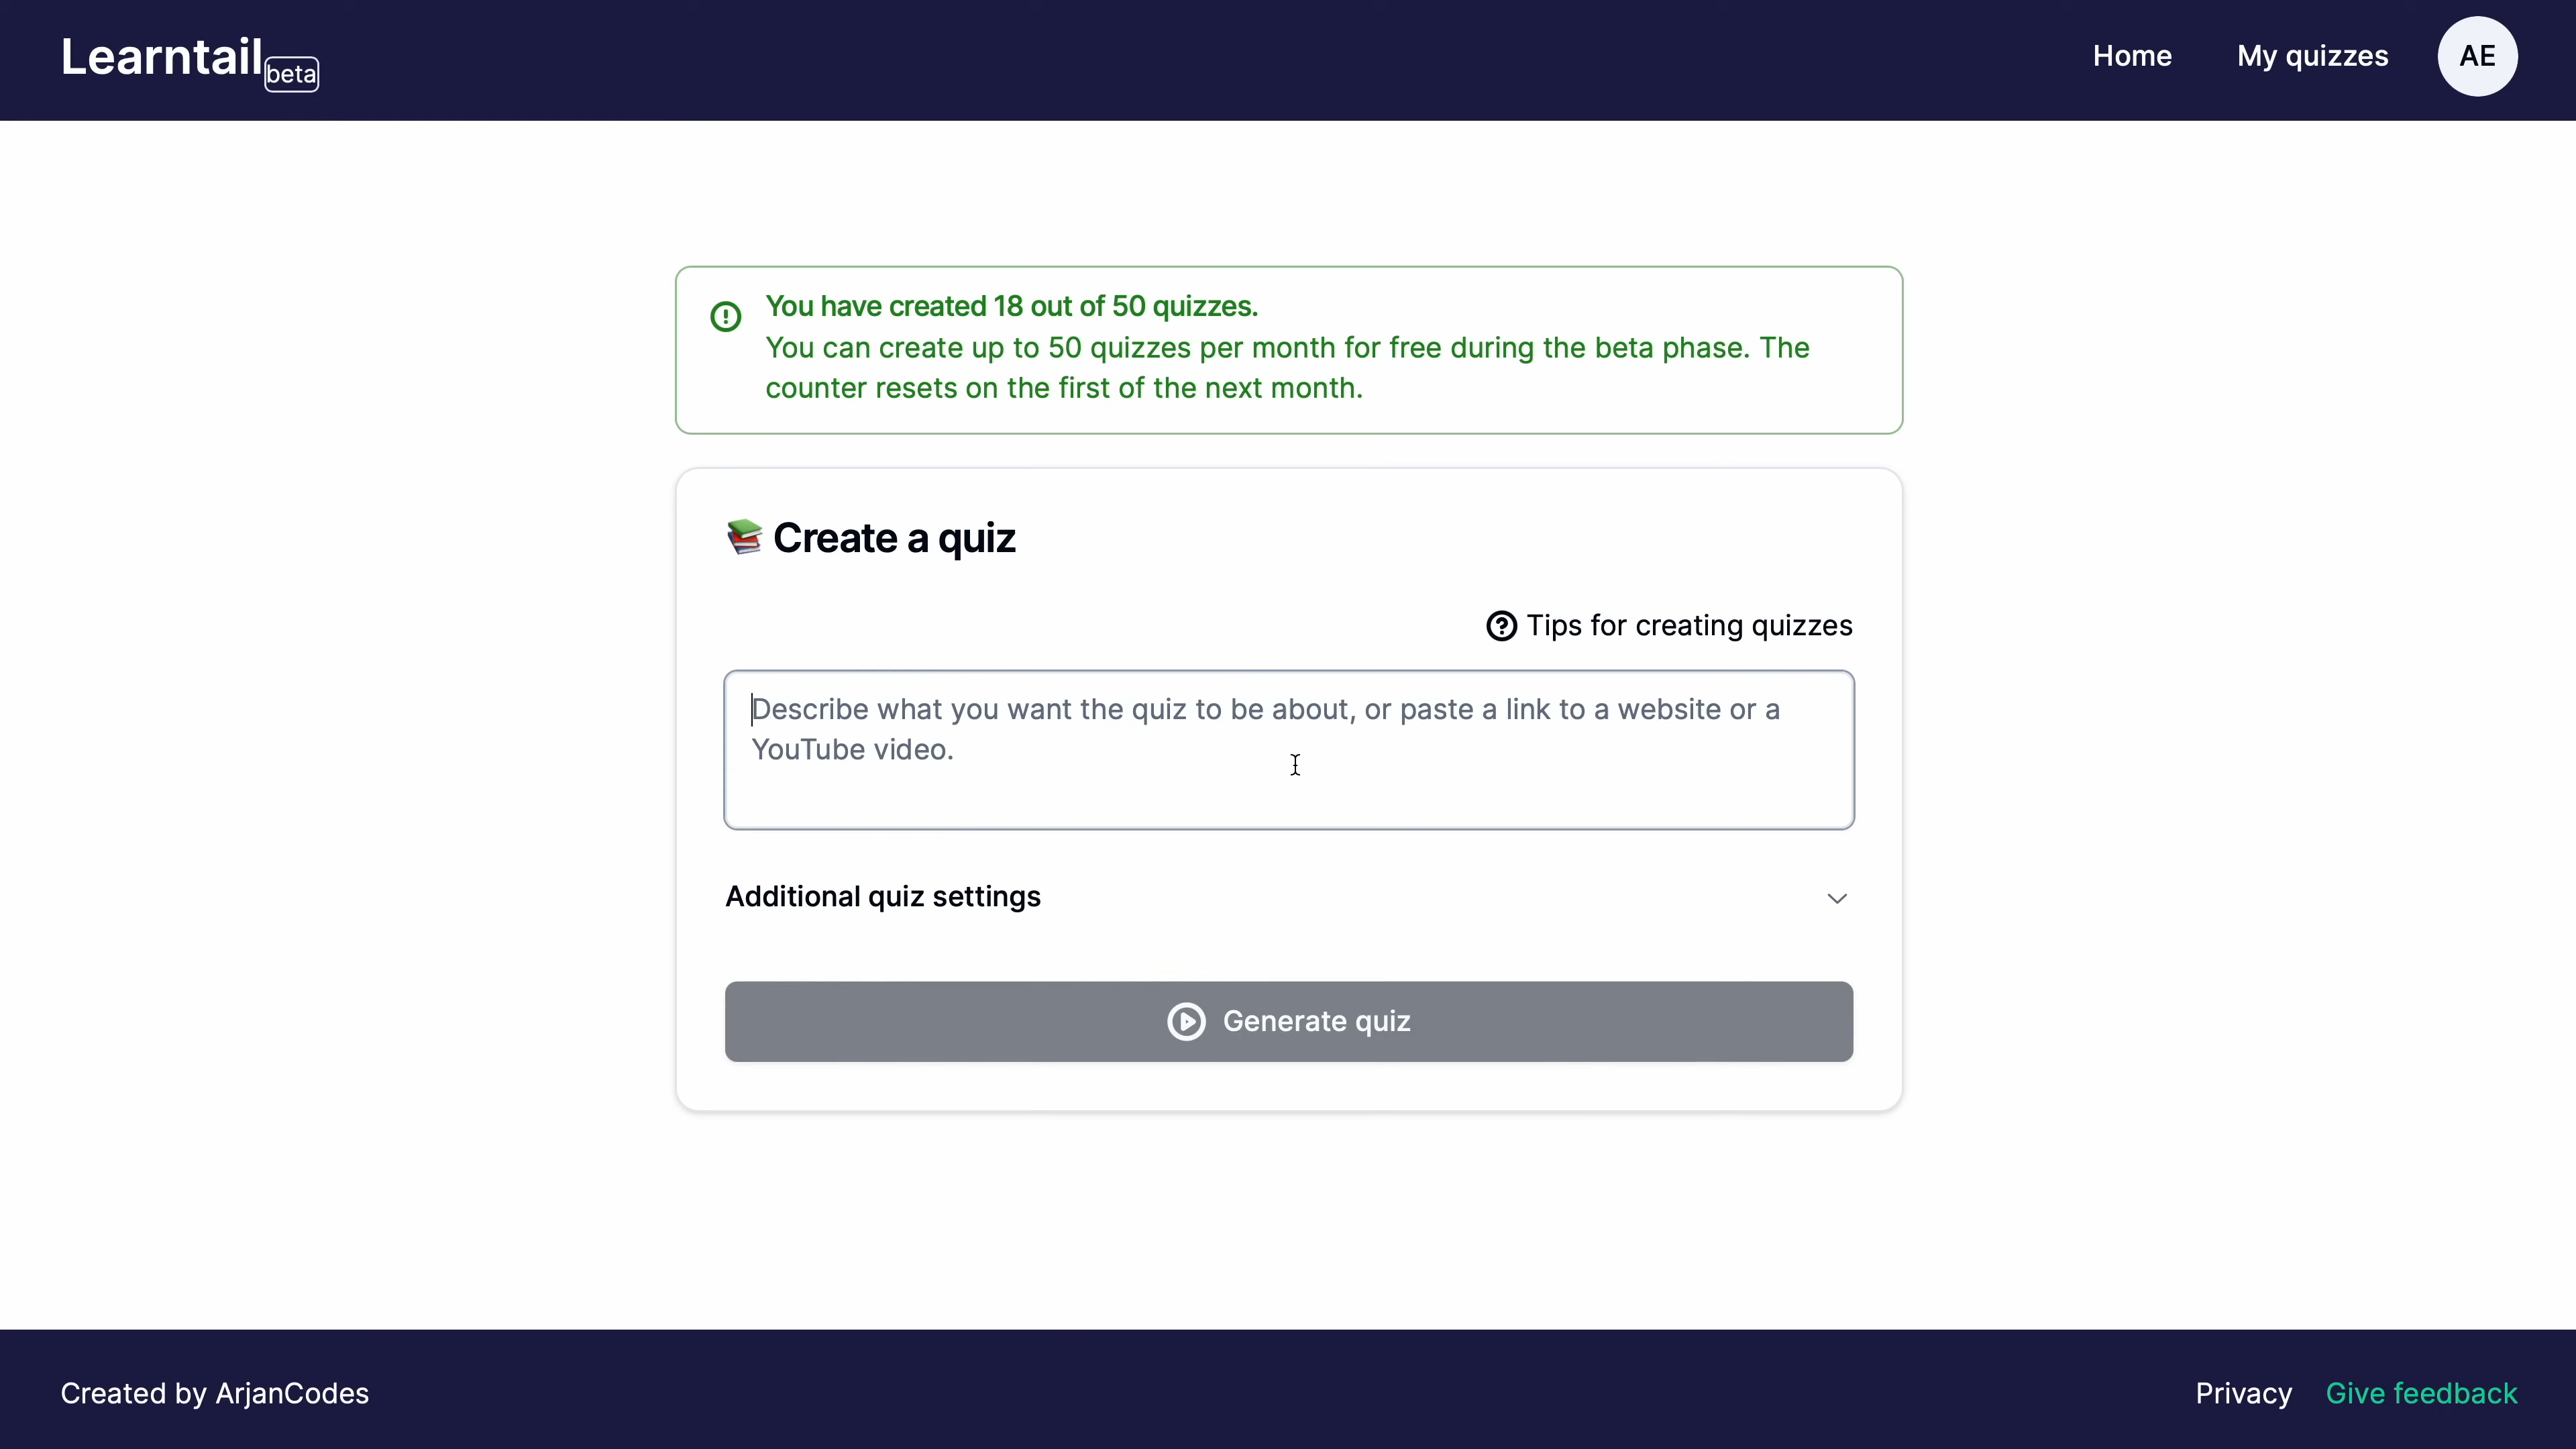 Learntail beta
Home
My quizzes
AE
You have created 18 out of 50 quizzes.
You can create up to 50 quizzes per month for free during the beta phase. The
counter resets on the first of the next month.
Create a quiz
Tips for creating quizzes
Describe what you want the quiz to be about, or paste a link to a website or a
YouTube video.
Additional quiz settings
Generate quiz
Created by ArjanCodes
Privacy
Give feedback